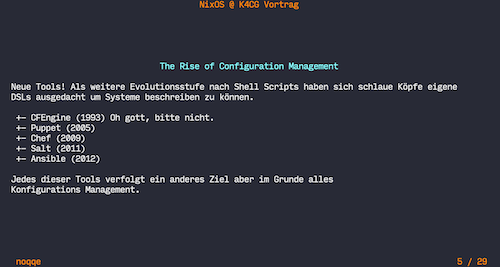 NixOS @ K4CG Vortrag
The Rise of Configuration Management
Neue Tools! Als weitere Evolutionsstufe nach Shell Scripts haben sich schlaue Köpfe eigene
DSLs ausgedacht um Systeme beschreiben zu können.
+— CFEngine (1993) Oh gott, bitte nicht.
+— Puppet (2005)
+— Chef (2009)
+— Salt (2011)
+— Ansible (2012)
Jedes dieser Tools verfolgt ein anderes Ziel aber im Grunde alles
Konfigurations Management.
noqqe
5 / 29